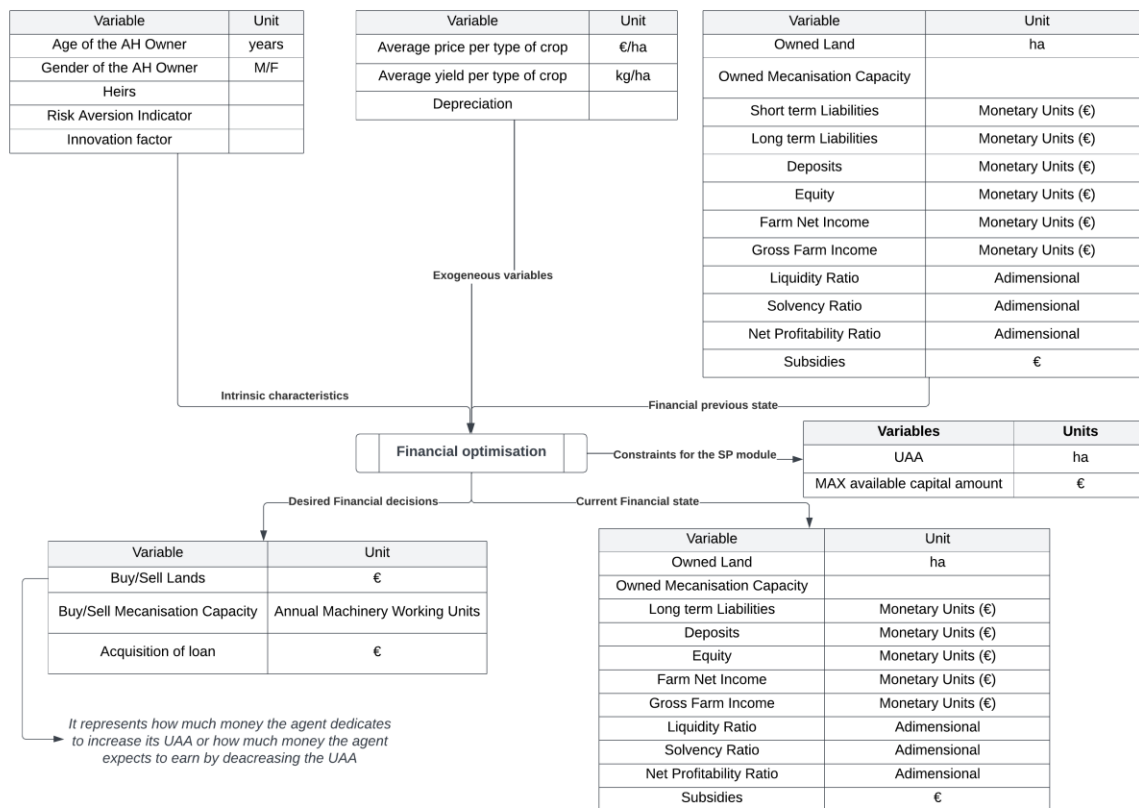 Variable Unit
Age of the AH Owner years
Gender of the AH Owner M/F
Heirs
Risk Aversion Indicator
Innovation factor
Variable Unit
Average price per type of crop €/ha
Average yield per type of crop kg/ha
Depreciation
Variable Unit
Owned Land ha
Owned Mecanisation Capacity
Short term Liabilities Monetary Units (€)
Long term Liabilities Monetary Units (€)
Deposits Monetary Units (€)
Equity Monetary Units (€)
Farm Net Income Monetary Units (€)
Gross Farm Income Monetary Units (€)
Liquidity Ratio Adimensional
Solvency Ratio Adimensional
Net Profitability Ratio Adimensional
Subsidies €
Exogeneous variables
Intrinsic characteristics
Financial previous state
Financial optimisation
Constraints for the SP module
Variables Units
UAA ha
MAX available capital amount €
Desired Financial decisions
Current Financial state
Variable Unit
Buy/Sell Lands €
Buy/Sell Mecanisation Capacity Annual Machinery Working Units
Acquisition of loan €
It represents how much money the agent dedicates
to increase its UAA or how much money the agent
expects to earn by deacreasing the UAA
Variable Unit
Owned Land ha
Owned Mecanisation Capacity
Long term Liabilities Monetary Units (€)
Deposits Monetary Units (€)
Equity Monetary Units (€)
Farm Net Income Monetary Units (€)
Gross Farm Income Monetary Units (€)
Liquidity Ratio Adimensional
Solvency Ratio Adimensional
Net Profitability Ratio Adimensional
Subsidies €